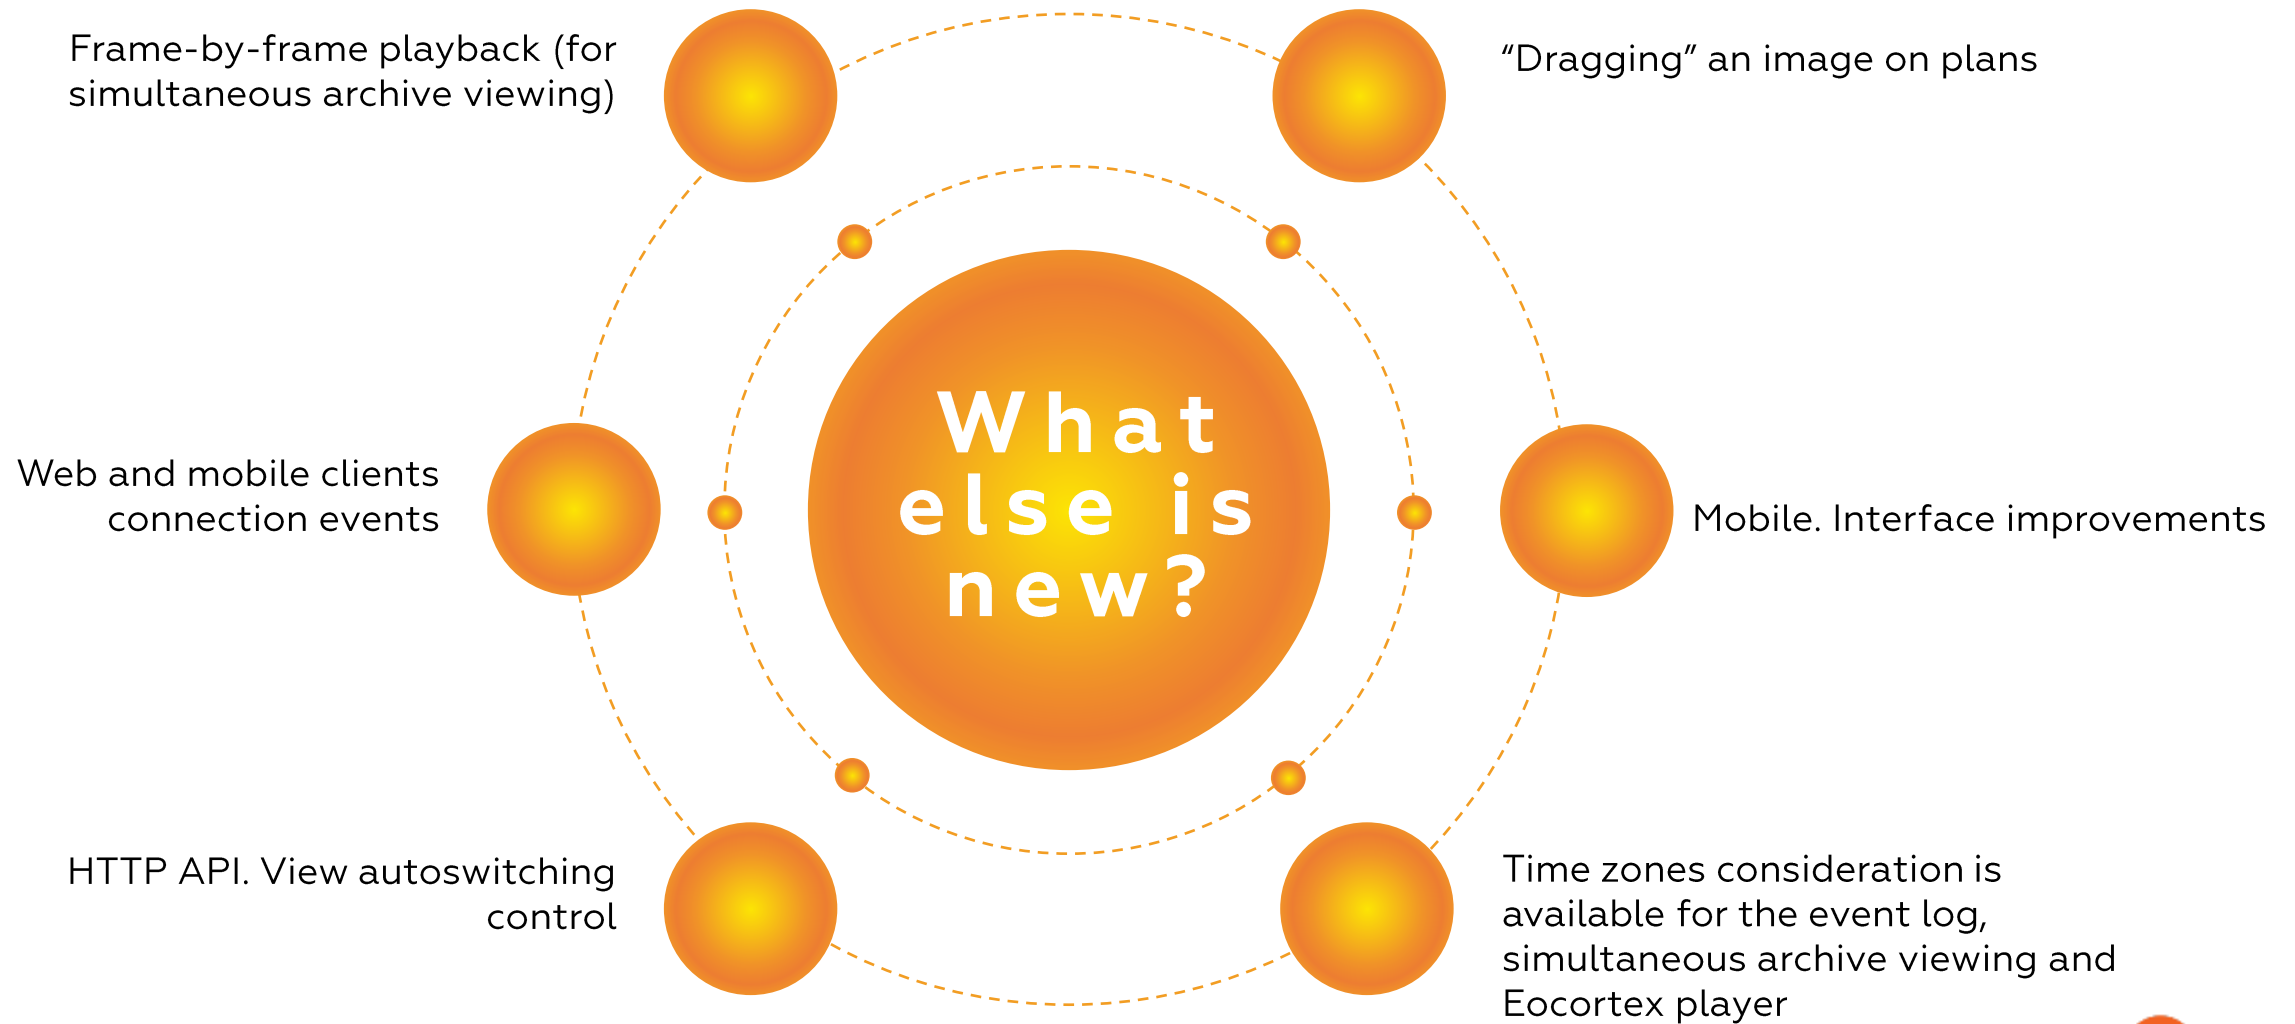 Frame-by-frame playback (for
simultaneous archive viewing)
“Dragging” an image on plans
What
else is
new?
Web and mobile clients
connection events
Mobile. Interface improvements
HTTP API. View autoswitching
control
Time zones consideration is
available for the event log,
simultaneous archive viewing and
Eocortex player